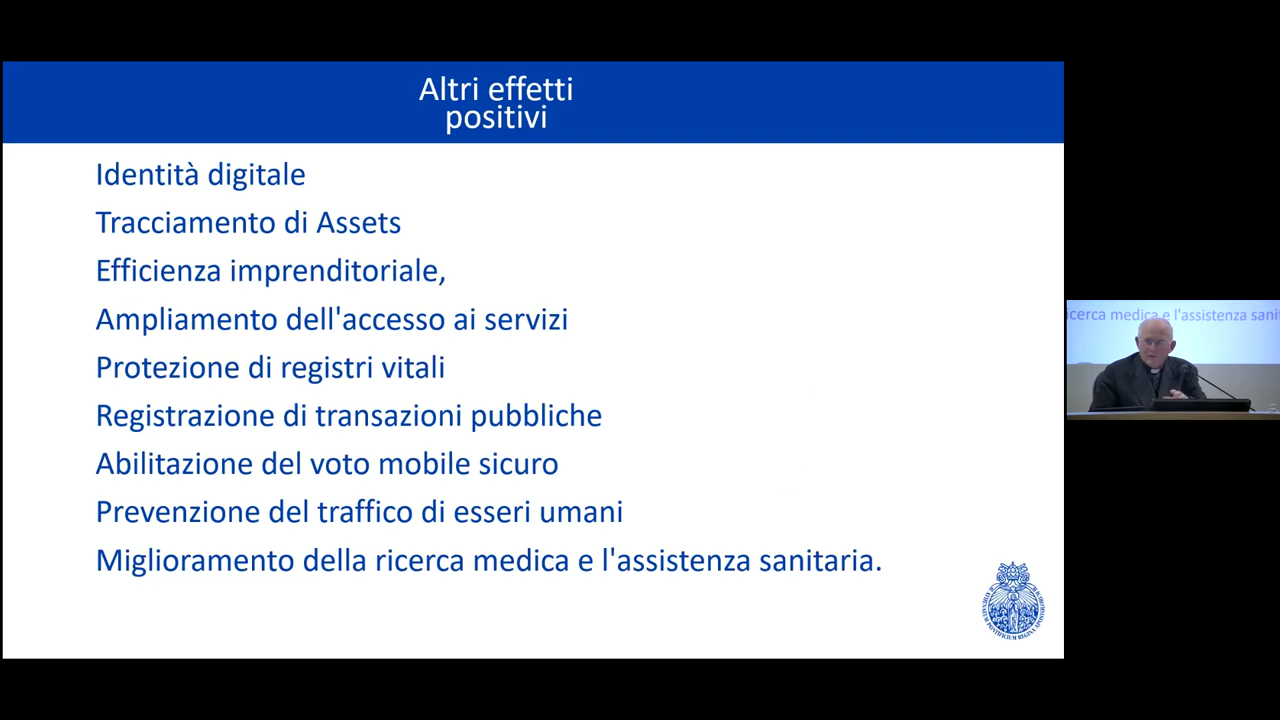 Altri effetti
positivi
Identità digitale
Tracciamento di Assets
Efficienza imprenditoriale,
Ampliamento dell'accesso ai servizi
Protezione di registri vitali
Registrazione di transazioni pubbliche
Abilitazione del voto mobile sicuro
Prevenzione del traffico di esseri umani
Miglioramento della ricerca medica e l'assistenza sanitaria.
medica e l'assistenza